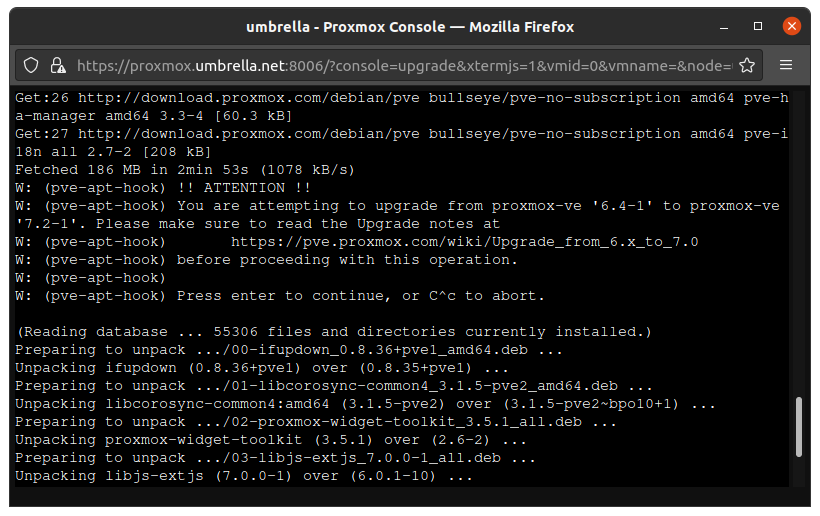 umbrella - Proxmox Console — Mozilla Firefox
https://proxmox.umbrella.net:8006/?console=upgrade&xtermjs=1&vmid=0&vmname=&node=
Get:26 http://download.proxmox.com/debian/pve bullseye/pve-no-subscription amd64 pve-h
a-manager amd64 3.3-4 [60.3 kB]
Get:27 http://download.proxmox.com/debian/pve bullseye/pve-no-subscription amd64 pve-i
18n all 2.7-2 [208 kB]
Fetched 186 MB in 2min 53s (1078 kB/s)
W: (pve-apt-hook) !! ATTENTION !!
W: (pve-apt-hook) You are attempting to upgrade from proxmox-ve '6.4-1' to proxmox-ve
'7.2-1'. Please make sure to read the Upgrade notes at
W: (pve-apt-hook)       https://pve.proxmox.com/wiki/Upgrade_from_6.x_to_7.0
W: (pve-apt-hook) before proceeding with this operation.
W: (pve-apt-hook)
W: (pve-apt-hook) Press enter to continue, or C^c to abort.
(Reading database ... 55306 files and directories currently installed.)
Preparing to unpack .../00-ifupdown_0.8.36+pve1_amd64.deb ...
Unpacking ifupdown (0.8.36+pve1) over (0.8.35+pve1) ...
Preparing to unpack .../01-libcorosync-common4_3.1.5-pve2_amd64.deb ...
Unpacking libcorosync-common4:amd64 (3.1.5-pve2) over (3.1.5-pve2~bpo10+1) ...
Preparing to unpack .../02-proxmox-widget-toolkit_3.5.1_all.deb ...
Unpacking proxmox-widget-toolkit (3.5.1) over (2.6-2) ...
Preparing to unpack .../03-libjs-extjs_7.0.0-1_all.deb ...
Unpacking libjs-extjs (7.0.0-1) over (6.0.1-10) ...